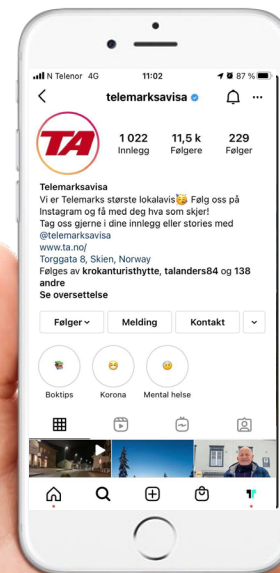 N Telenor 4G 11:02 87 %
telemarksavisa
TA
1 022 11,5 k 229
Innlegg Følgere Følger
Telemarksavisa
Vi er Telemarks største lokalavis🥳 Følg oss på
Instagram og få med deg hva som skjer!
Tag oss gjerne i dine innlegg eller stories med
@telemarksavisa
www.ta.no/
Torggata 8, Skien, Norway
Følges av krokanturisthytte, talanders84 og 138
andre
Se oversettelse
Følger Melding Kontakt
Boktips Korona Mental helse